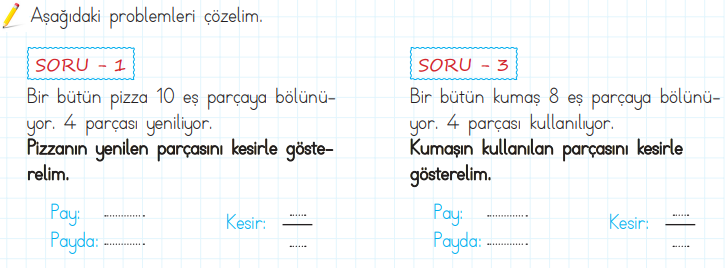 Aşağıdaki problemleri çözelim.
SORU - 1
Bir bütün pizza 10 eş parçaya bölünü-
yor. 4 parçası yeniliyor.
Pizzanın yenilen parçasını kesirle göste-
relim.
Pay: .............
Payda: .............
Kesir: ...... ......
SORU - 3
Bir bütün kumaş 8 eş parçaya bölünü-
yor. 4 parçası kullanılıyor.
Kumaşın kullanılan parçasını kesirle
gösterelim.
Pay: .............
Payda: .............
Kesir: ...... ......